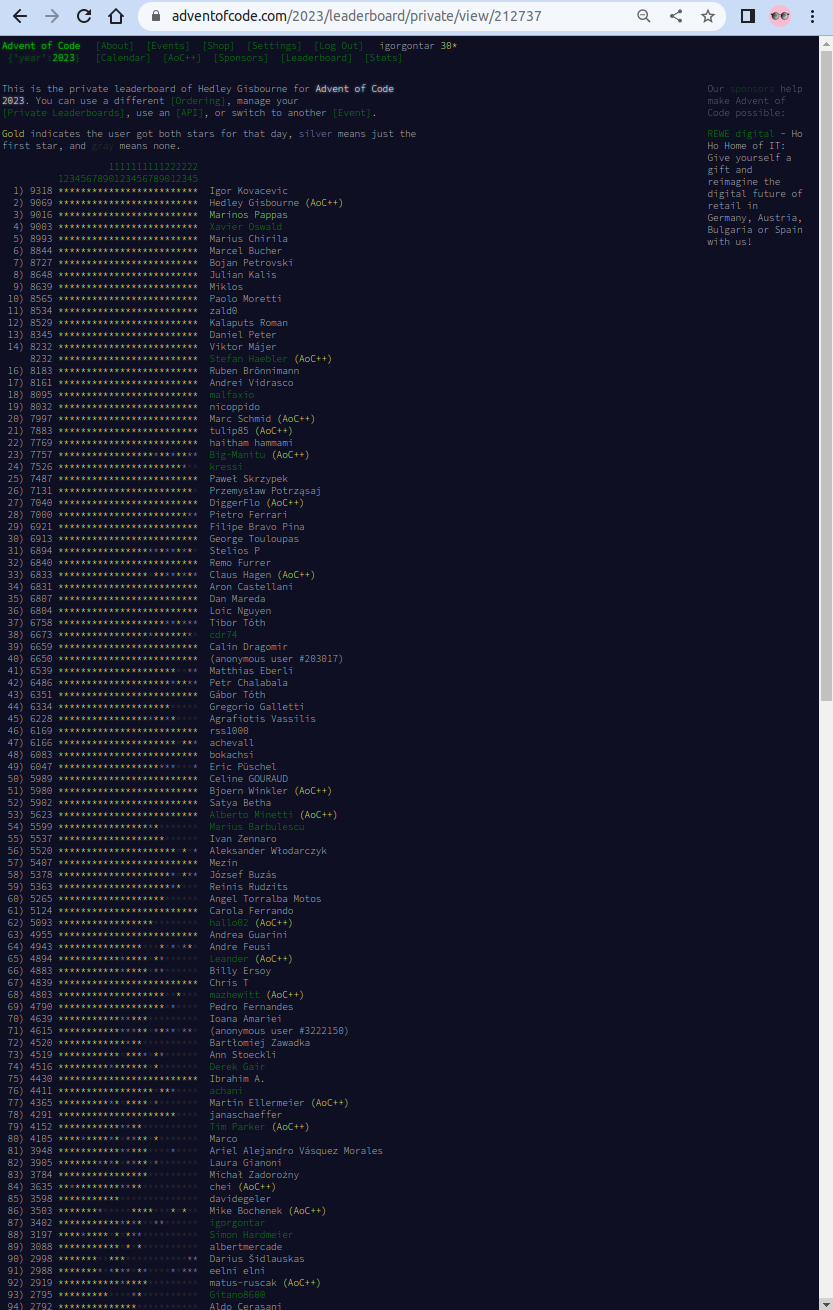 adventofcode.com/2023/leaderboard/private/view/212737
Advent of Code [About] [Events] [Shop] [Settings] [Log Out] igorgontar 30*
{'year':2023} [Calendar] [AoC++] [Sponsors] [Leaderboard] [Stats]
This is the private leaderboard of Hedley Gisbourne for Advent of Code
2023. You can use a different [Ordering], manage your
[Private Leaderboards], use an [API], or switch to another [Event].
Gold indicates the user got both stars for that day, silver means just the
first star, and gray means none.
1111111111222222
1234567890123456789012345
1) 9318 ************************* Igor Kovacevic
2) 9069 ************************* Hedley Gisbourne (AoC++)
3) 9016 ************************* Marinos Pappas
4) 9003 ************************* Xavier Oswald
5) 8993 ************************* Marius Chirila
6) 8844 ************************* Marcel Bucher
7) 8727 ************************* Bojan Petrovski
8) 8648 ************************* Julian Kalis
9) 8639 ************************* Miklos
10) 8565 ************************* Paolo Moretti
11) 8534 ************************* zald0
12) 8529 ************************* Kalaputs Roman
13) 8345 ************************* Daniel Peter
14) 8232 ************************* Viktor Májer
8232 ************************* Stefan Haebler (AoC++)
16) 8183 ************************* Ruben Brönnimann
17) 8161 ************************* Andrei Vidrasco
18) 8095 ************************* malfaxio
19) 8032 ************************* nicoppido
20) 7997 ************************* Marc Schmid (AoC++)
21) 7883 ************************* tulip85 (AoC++)
22) 7769 ************************* haitham hammami
23) 7757 ************************* Big-Manitu (AoC++)
24) 7526 ************************* kressi
25) 7487 ************************* Paweł Skrzypek
26) 7131 ************************* Przemysław Potrząsaj
27) 7040 ************************* DiggerFlo (AoC++)
28) 7000 ************************* Pietro Ferrari
29) 6921 ************************* Filipe Bravo Pina
30) 6913 ************************* George Touloupas
31) 6894 ************************* Stelios P
32) 6840 ************************* Remo Furrer
33) 6833 ************************* Claus Hagen (AoC++)
34) 6831 ************************* Aron Castellani
35) 6807 ************************* Dan Mareda
36) 6804 ************************* Loic Nguyen
37) 6758 ************************* Tibor Tóth
38) 6673 ************************* cdr74
39) 6659 ************************* Calin Dragomir
40) 6650 ************************* (anonymous user #203017)
41) 6539 ************************* Matthias Eberli
42) 6486 ************************* Petr Chalabala
43) 6351 ************************* Gábor Tóth
44) 6334 ************************* Gregorio Galletti
45) 6228 ************************* Agrafiotis Vassilis
46) 6169 ************************* rss1000
47) 6166 ************************* achevall
48) 6083 ************************* bokachsi
49) 6047 ************************* Eric Püschel
50) 5989 ************************* Celine GOURAUD
51) 5980 ************************* Bjoern Winkler (AoC++)
52) 5902 ************************* Satya Betha
53) 5623 ************************* Alberto Minetti (AoC++)
54) 5599 ************************* Marius Barbulescu
55) 5537 ************************* Ivan Zennaro
56) 5520 ************************* Aleksander Włodarczyk
57) 5407 ************************* Mezin
58) 5378 ************************* József Buzás
59) 5363 ************************* Reinis Rudzits
60) 5265 ************************* Angel Torralba Motos
61) 5124 ************************* Carola Ferrando
62) 5093 ************************* hallo02 (AoC++)
63) 4955 ************************* Andrea Guarini
64) 4943 ************************* Andre Feusi
65) 4894 ************************* Leander (AoC++)
66) 4883 ************************* Billy Ersoy
67) 4839 ************************* Chris T
68) 4803 ************************* mazhewitt (AoC++)
69) 4790 ************************* Pedro Fernandes
70) 4639 ************************* Ioana Amariei
71) 4615 ************************* (anonymous user #3222150)
72) 4520 ************************* Bartłomiej Zawadka
73) 4519 ************************* Ann Stoeckli
74) 4516 ************************* Derek Gair
75) 4430 ************************* Ibrahim A.
76) 4411 ************************* achani
77) 4365 ************************* Martin Ellermeier (AoC++)
78) 4291 ************************* janaschaeffer
79) 4152 ************************* Tim Parker (AoC++)
80) 4105 ************************* Marco
81) 3948 ************************* Ariel Alejandro Vásquez Morales
82) 3905 ************************* Laura Gianoni
83) 3784 ************************* Michał Zadorożny
84) 3635 ************************* chei (AoC++)
85) 3598 ************************* davidegeler
86) 3503 ************************* Mike Bochenek (AoC++)
87) 3402 ************************* igorgontar
88) 3197 ************************* Simon Hardmeier
89) 3088 ************************* albertmercade
90) 2998 ************************* Darius Šidlauskas
91) 2988 ************************* eelni elni
92) 2919 ************************* matus-ruscak (AoC++)
93) 2795 ************************* Gitano8600
94) 2792 ************************* Aldo Cerasani
Our sponsors help
make Advent of
Code possible:
REWE digital - Ho
Ho Home of IT:
Give yourself a
gift and
reimagine the
digital future of
retail in
Germany, Austria,
Bulgaria or Spain
with us!